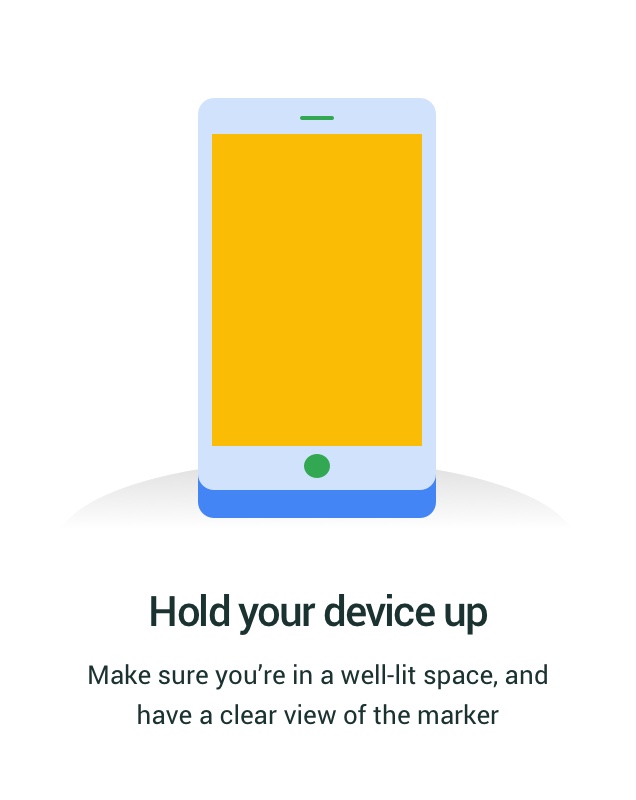 Hold your device up
Make sure you’re in a well-lit space, and
have a clear view of the marker